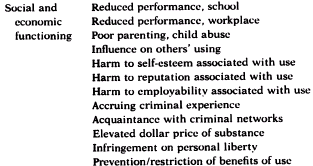 Social and Reduced performance, school
economic Reduced performance, workplace
functioning Poor parenting, child abuse
Influence on others' using
Harm to self-esteem associated with use
Harm to reputation associated with use
Harm to employability associated with use
Accruing criminal experience
Acquaintance with criminal networks
Elevated dollar price of substance
Infringement on personal liberty
Prevention/restriction of benefits of use